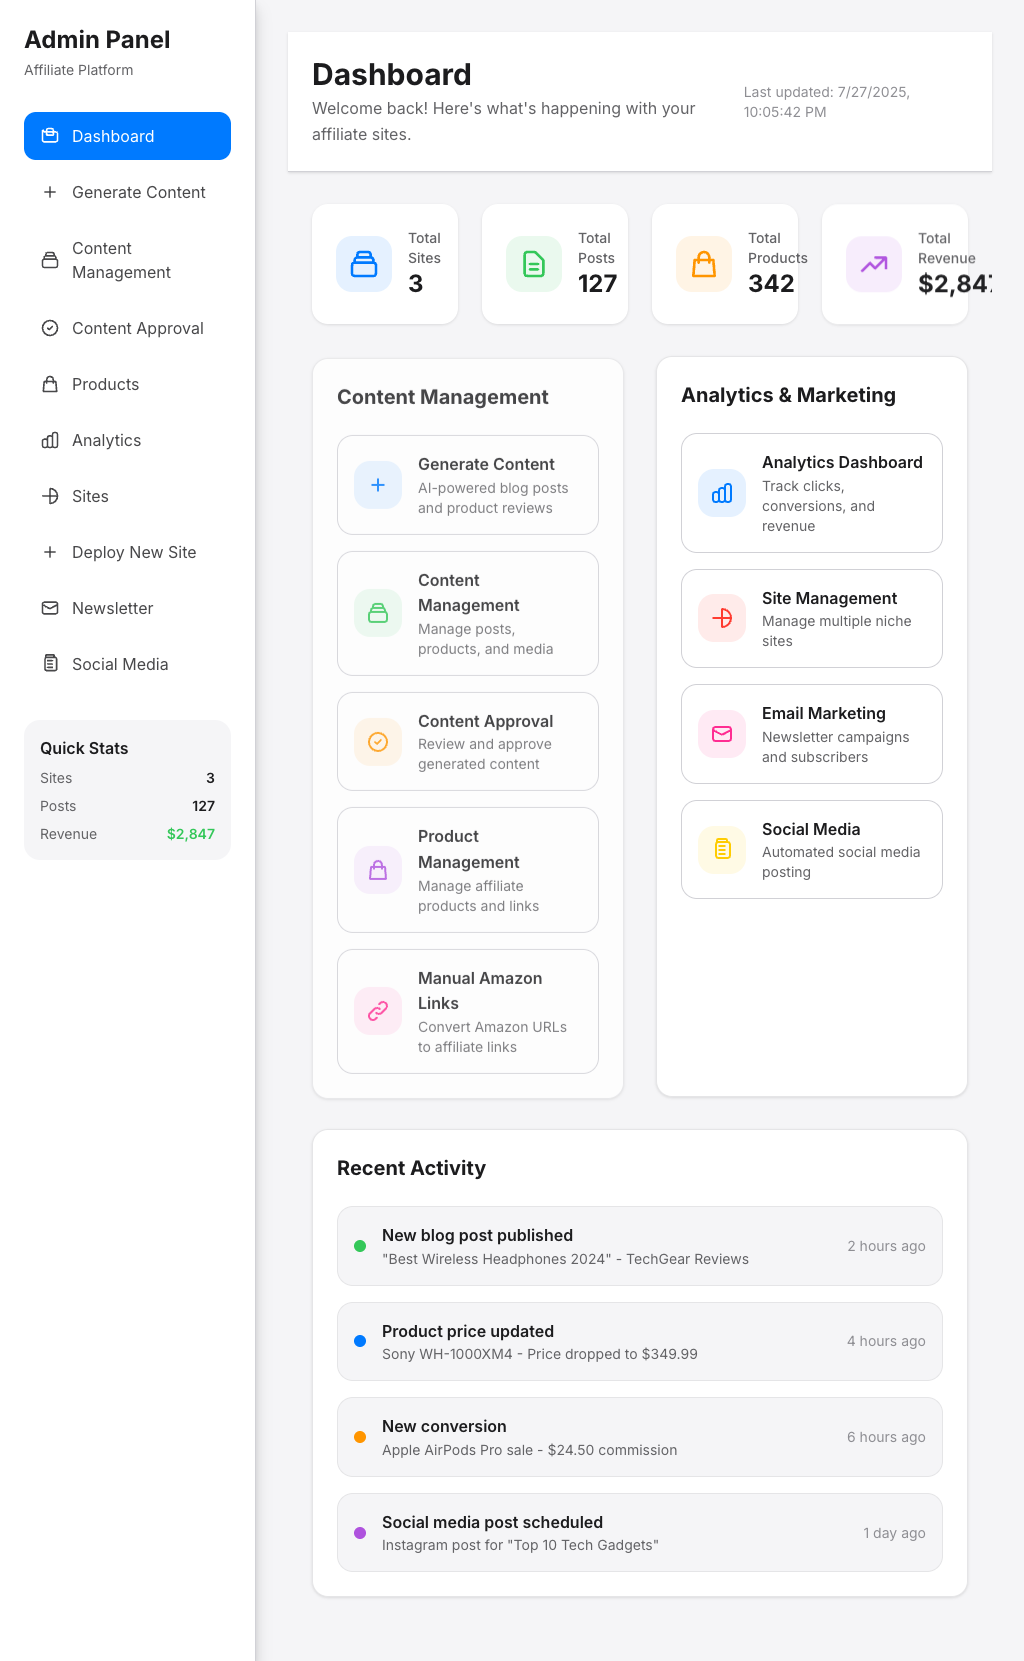 Admin Panel
Affiliate Platform
Dashboard
Generate Content
Content
Management
Content Approval
Products
Analytics
Sites
Deploy New Site
Newsletter
Social Media
Quick Stats
Sites 3
Posts 127
Revenue $2,847
Dashboard
Welcome back! Here's what's happening with your
affiliate sites.
Last updated: 7/27/2025,
10:05:42 PM
Total
Sites
3
Total
Posts
127
Total
Products
342
Total
Revenue
$2,847
Content Management
Generate Content
AI-powered blog posts
and product reviews
Content
Management
Manage posts,
products, and media
Content Approval
Review and approve
generated content
Product
Management
Manage affiliate
products and links
Manual Amazon
Links
Convert Amazon URLs
to affiliate links
Analytics & Marketing
Analytics Dashboard
Track clicks,
conversions, and
revenue
Site Management
Manage multiple niche
sites
Email Marketing
Newsletter campaigns
and subscribers
Social Media
Automated social media
posting
Recent Activity
New blog post published
"Best Wireless Headphones 2024" - TechGear Reviews
2 hours ago
Product price updated
Sony WH-1000XM4 - Price dropped to $349.99
4 hours ago
New conversion
Apple AirPods Pro sale - $24.50 commission
6 hours ago
Social media post scheduled
Instagram post for "Top 10 Tech Gadgets"
1 day ago